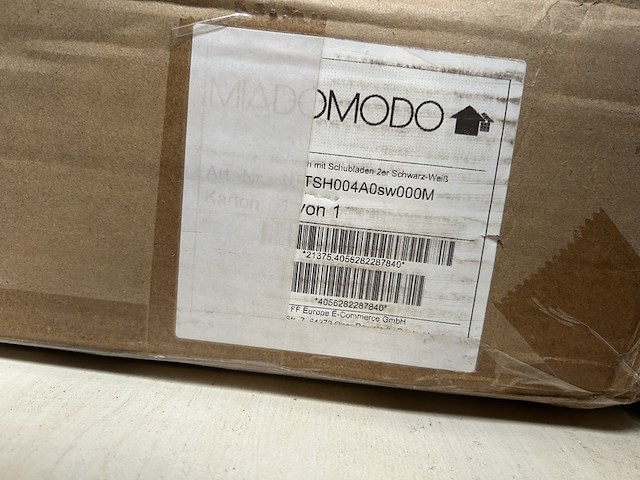 MIADOMODO
n mit Schubladen 2er Schwarz-Weiß
Art.-Nr. TSH004A0sw000M
Karton von 1
*21375.4056282287840*
*4056282287840*
FF Europe E-Commerce GmbH